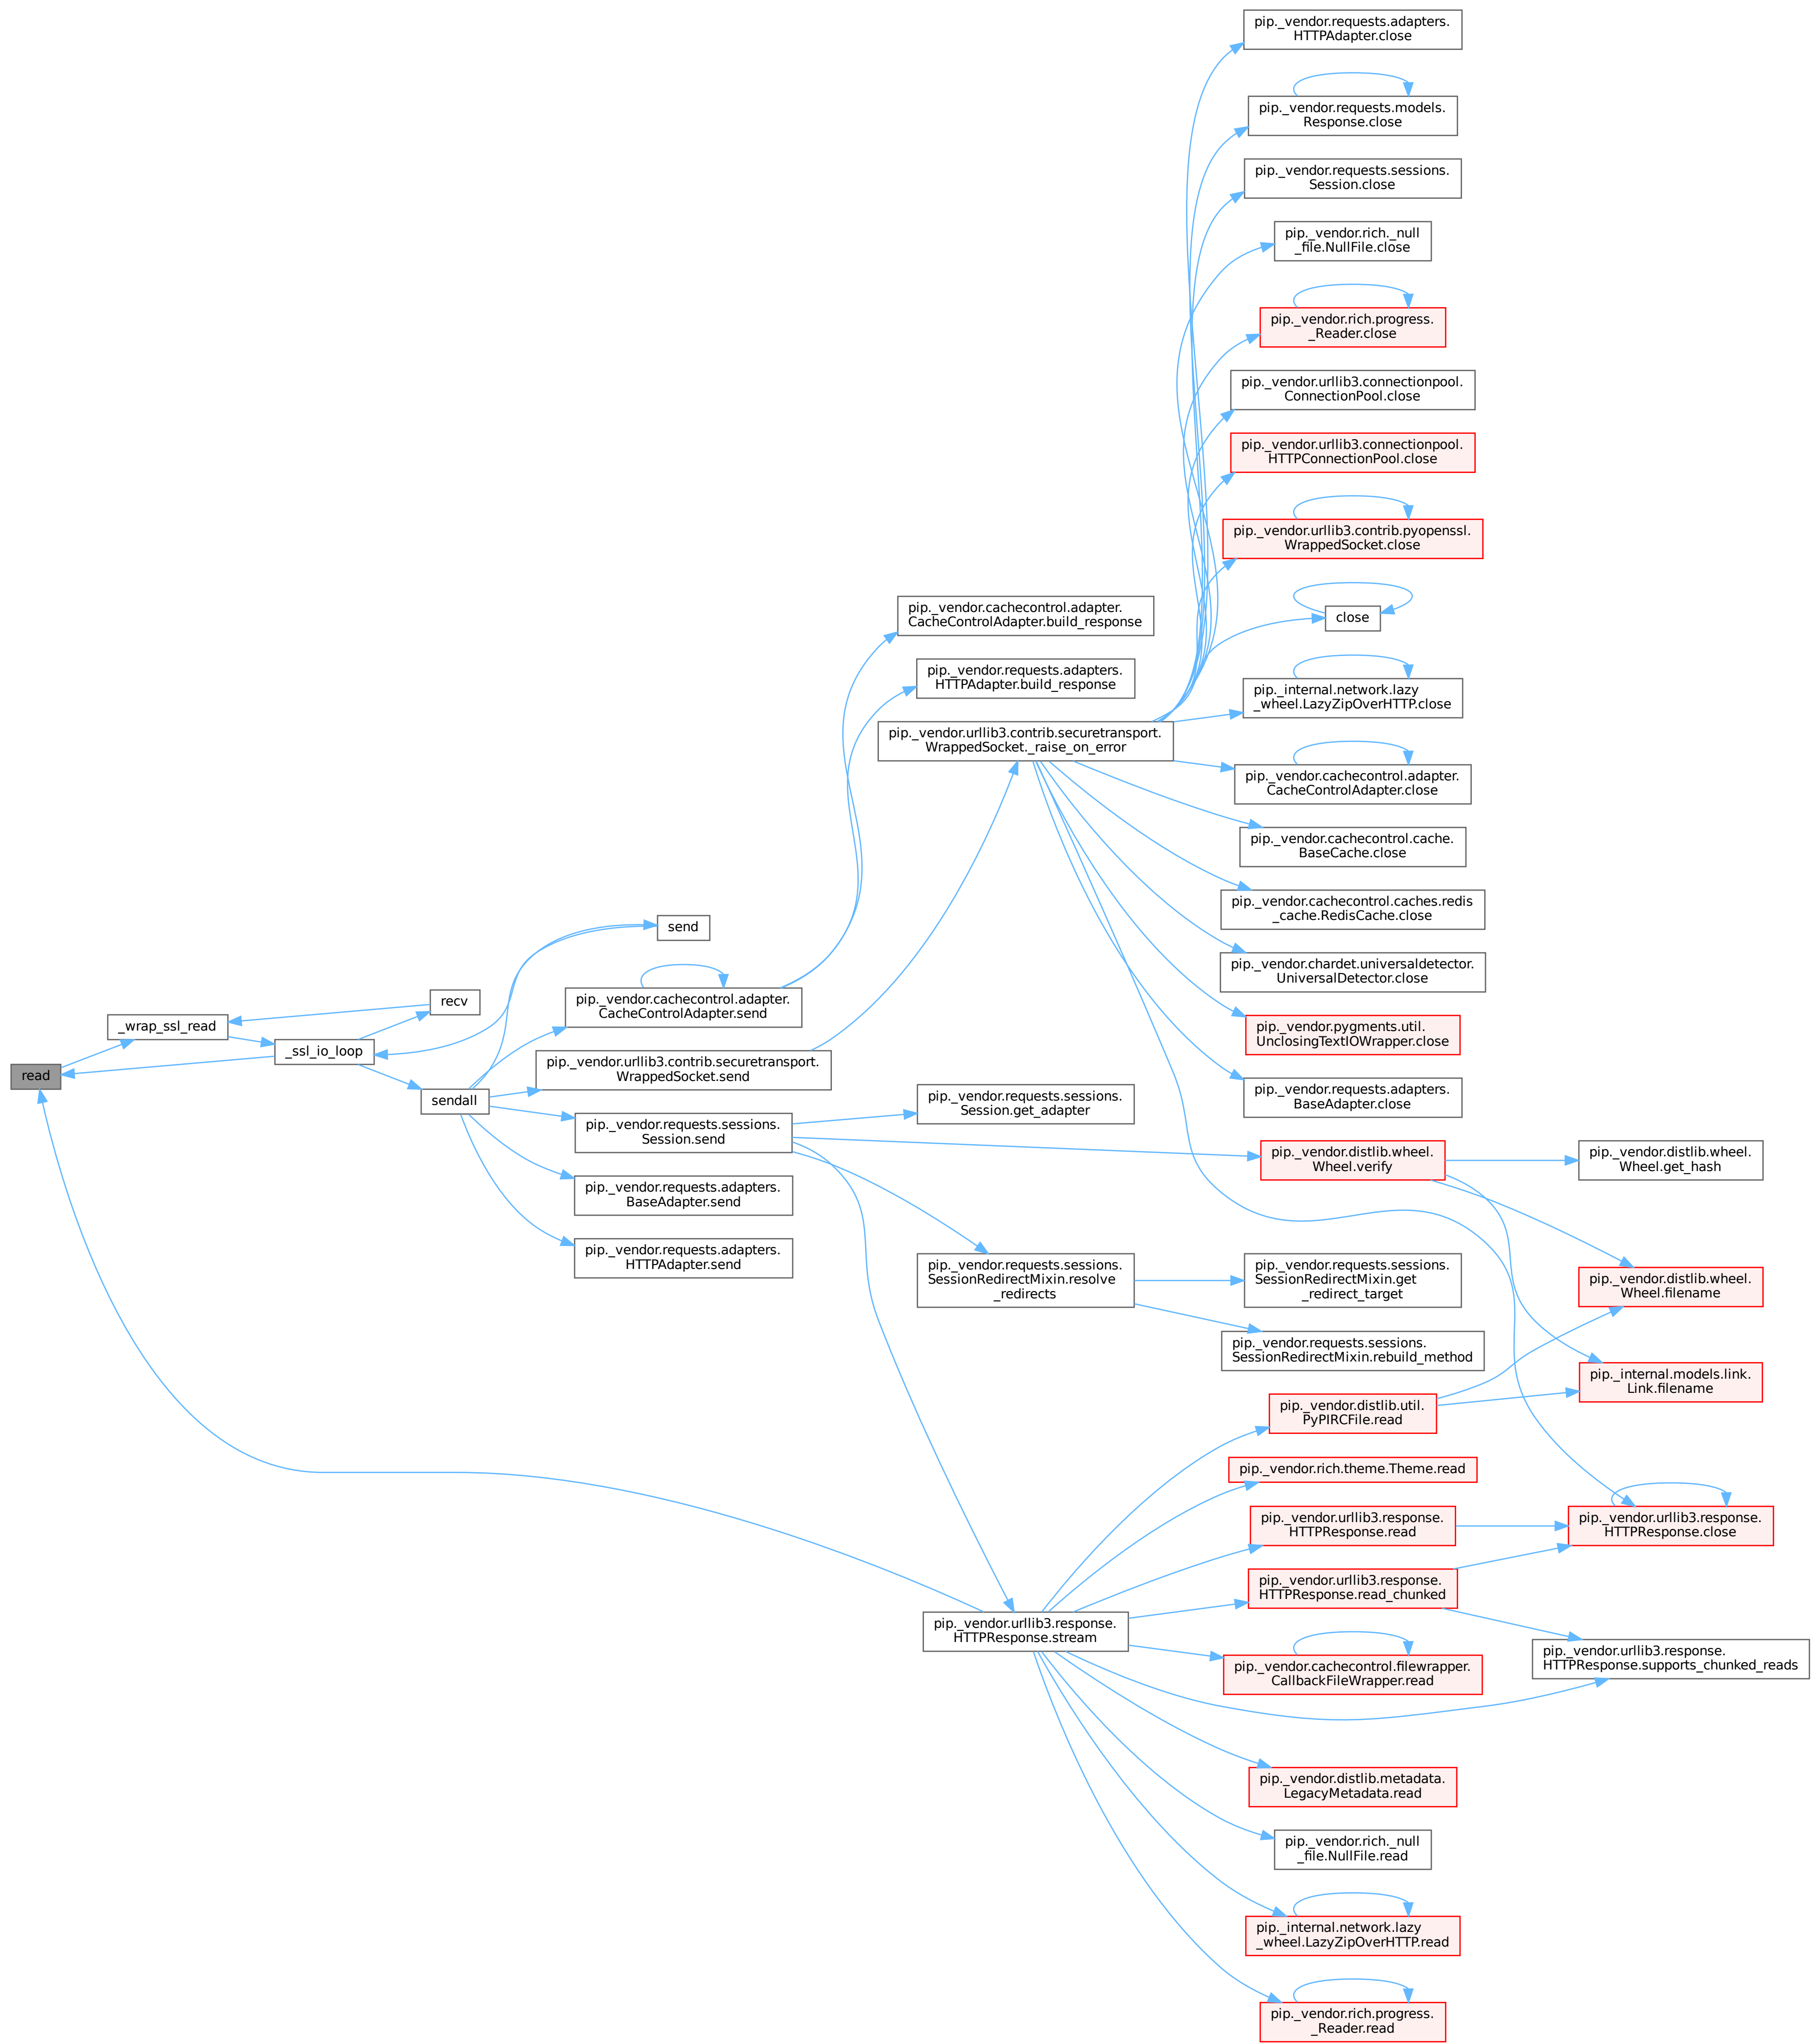 pip._vendor.requests.adapters.
HTTPAdapter.close
pip._vendor.requests.models.
Response.close
pip._vendor.requests.sessions.
Session.close
pip._vendor.rich._null
_file.NullFile.close
pip._vendor.rich.progress.
_Reader.close
pip._vendor.urllib3.connectionpool.
ConnectionPool.close
pip._vendor.urllib3.connectionpool.
HTTPConnectionPool.close
pip._vendor.urllib3.contrib.pyopenssl.
WrappedSocket.close
close
pip._vendor.cachecontrol.adapter.
CacheControlAdapter.build_response
pip._vendor.requests.adapters.
HTTPAdapter.build_response
pip._internal.network.lazy
_wheel.LazyZipOverHTTP.close
pip._vendor.urllib3.contrib.securetransport.
WrappedSocket._raise_on_error
pip._vendor.cachecontrol.adapter.
CacheControlAdapter.close
pip._vendor.cachecontrol.cache.
BaseCache.close
pip._vendor.cachecontrol.caches.redis
_cache.RedisCache.close
send
pip._vendor.chardet.universaldetector.
UniversalDetector.close
recv
pip._vendor.cachecontrol.adapter.
CacheControlAdapter.send
_wrap_ssl_read
pip._vendor.pygments.util.
UnclosingTextIOWrapper.close
_ssl_io_loop
read
pip._vendor.urllib3.contrib.securetransport.
WrappedSocket.send
sendall
pip._vendor.requests.adapters.
BaseAdapter.close
pip._vendor.requests.sessions.
Session.get_adapter
pip._vendor.requests.sessions.
Session.send
pip._vendor.distlib.wheel.
Wheel.verify
pip._vendor.distlib.wheel.
Wheel.get_hash
pip._vendor.requests.adapters.
BaseAdapter.send
pip._vendor.requests.adapters.
HTTPAdapter.send
pip._vendor.requests.sessions.
SessionRedirectMixin.resolve
_redirects
pip._vendor.requests.sessions.
SessionRedirectMixin.get
_redirect_target
pip._vendor.distlib.wheel.
Wheel.filename
pip._vendor.requests.sessions.
SessionRedirectMixin.rebuild_method
pip._internal.models.link.
Link.filename
pip._vendor.distlib.util.
PyPIRCFile.read
pip._vendor.rich.theme.Theme.read
pip._vendor.urllib3.response.
HTTPResponse.read
pip._vendor.urllib3.response.
HTTPResponse.close
pip._vendor.urllib3.response.
HTTPResponse.read_chunked
pip._vendor.urllib3.response.
HTTPResponse.stream
pip._vendor.urllib3.response.
HTTPResponse.supports_chunked_reads
pip._vendor.cachecontrol.filewrapper.
CallbackFileWrapper.read
pip._vendor.distlib.metadata.
LegacyMetadata.read
pip._vendor.rich._null
_file.NullFile.read
pip._internal.network.lazy
_wheel.LazyZipOverHTTP.read
pip._vendor.rich.progress.
_Reader.read